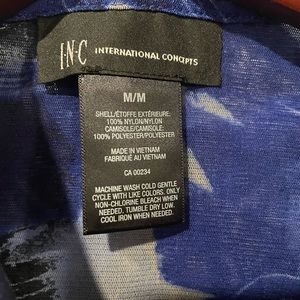 I·N·C INTERNATIONAL CONCEPTS
M/M
SHELL/ÉTOFFE EXTÉRIEURE:
100% NYLON/NYLON
CAMISOLE/CAMISOLE:
100% POLYESTER/POLYESTER
MADE IN VIETNAM
FABRIQUÉ AU VIETNAM
CA 00234
MACHINE WASH COLD GENTLE
CYCLE WITH LIKE COLORS. ONLY
NON-CHLORINE BLEACH WHEN
NEEDED. TUMBLE DRY LOW.
COOL IRON WHEN NEEDED.